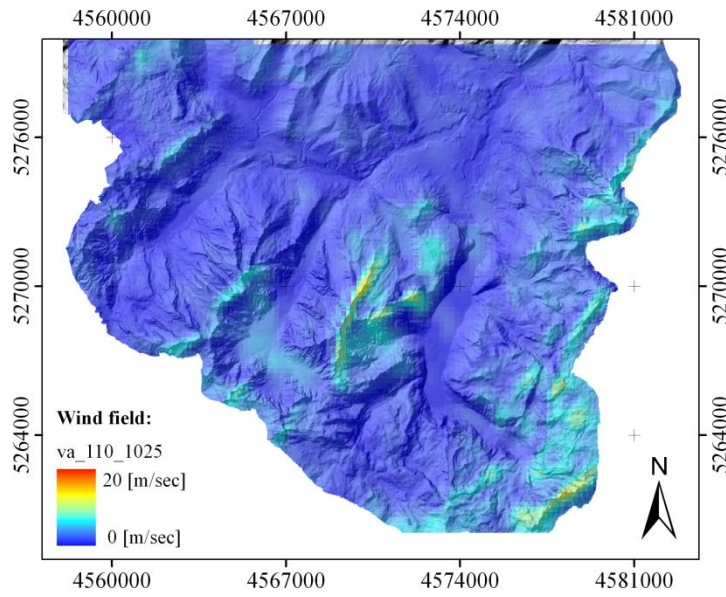 4560000 4567000 4574000 4581000
5276000 5276000
5270000 5270000
5264000 5264000
Wind field:
va_110_1025
20 [m/sec]
0 [m/sec]
N
4560000 4567000 4574000 4581000